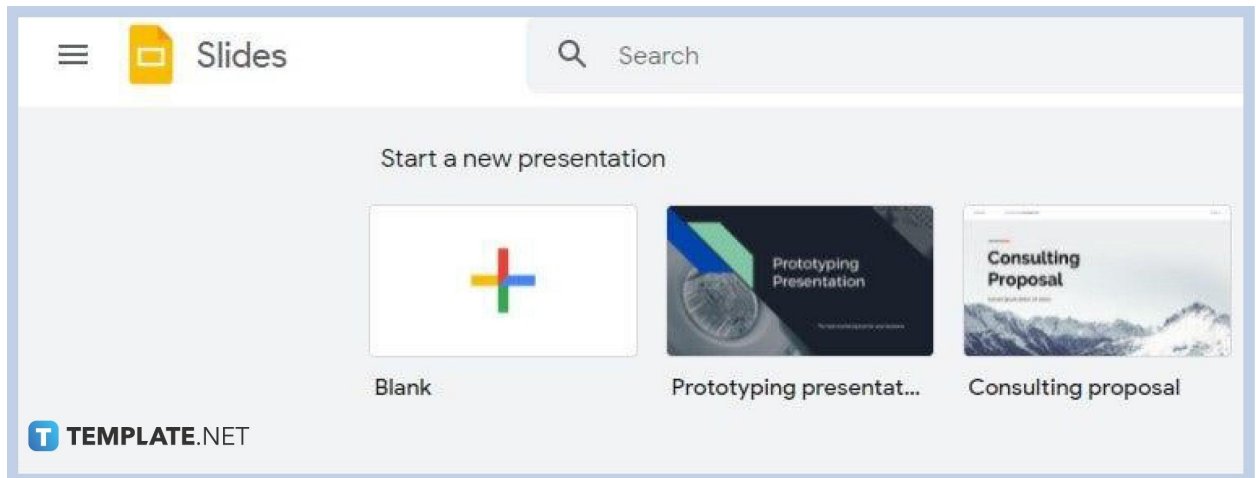 Slides
Search
Start a new presentation
Prototyping
Presentation
Consulting
Proposal
Blank
Prototyping presentat...
Consulting proposal
T TEMPLATE.NET